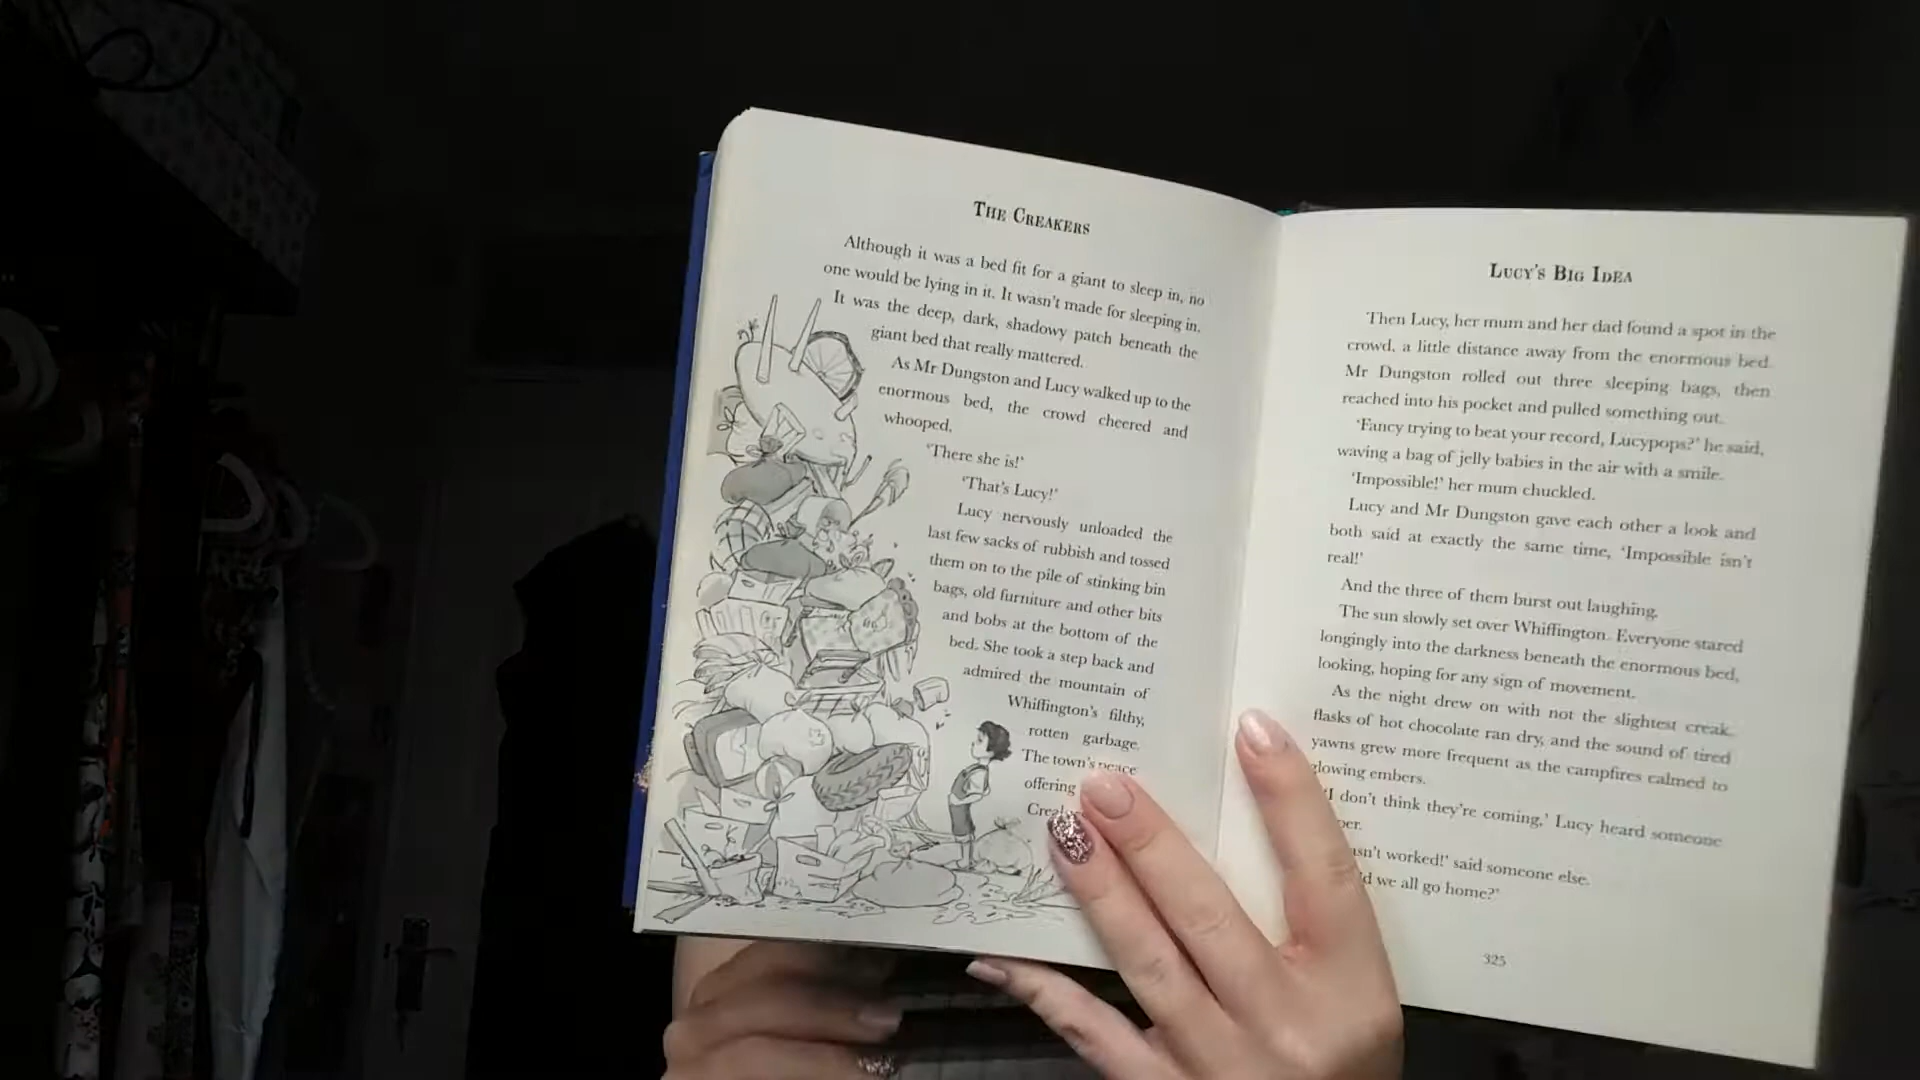 THE CREAKERS
Although it was a bed fit for a giant to sleep in, no
one would be lying in it. It wasn't made for sleeping in.
It was the deep, dark, shadowy patch beneath the
giant bed that really mattered.
As Mr Dungston and Lucy walked up to the
enormous bed, the crowd cheered and
whooped.
'There she is!'
'That's Lucy!'
Lucy nervously unloaded the
last few sacks of rubbish and tossed
them on to the pile of stinking bin
bags, old furniture and other bits
and bobs at the bottom of the
bed. She took a step back and
admired the mountain of
Whiffington's filthy,
rotten garbage.
The town's peace
offering
LUCY'S BIG IDEA
Then Lucy, her mum and her dad found a spot in the
crowd, a little distance away from the enormous bed.
Mr Dungston rolled out three sleeping bags, then
reached into his pocket and pulled something out.
'Fancy trying to beat your record, Lucypops?' he said,
waving a bag of jelly babies in the air with a smile.
'Impossible!' her mum chuckled.
Lucy and Mr Dungston gave each other a look and
both said at exactly the same time, 'Impossible isn't
real!'
And the three of them burst out laughing.
The sun slowly set over Whiffington. Everyone stared
longingly into the darkness beneath the enormous bed,
looking, hoping for any sign of movement.
As the night drew on with not the slightest creak,
flasks of hot chocolate ran dry, and the sound of tired
yawns grew more frequent as the campfires calmed to
glowing embers.
'I don't think they're coming,' Lucy heard someone
worked!' said someone else.
we all go home?'
325